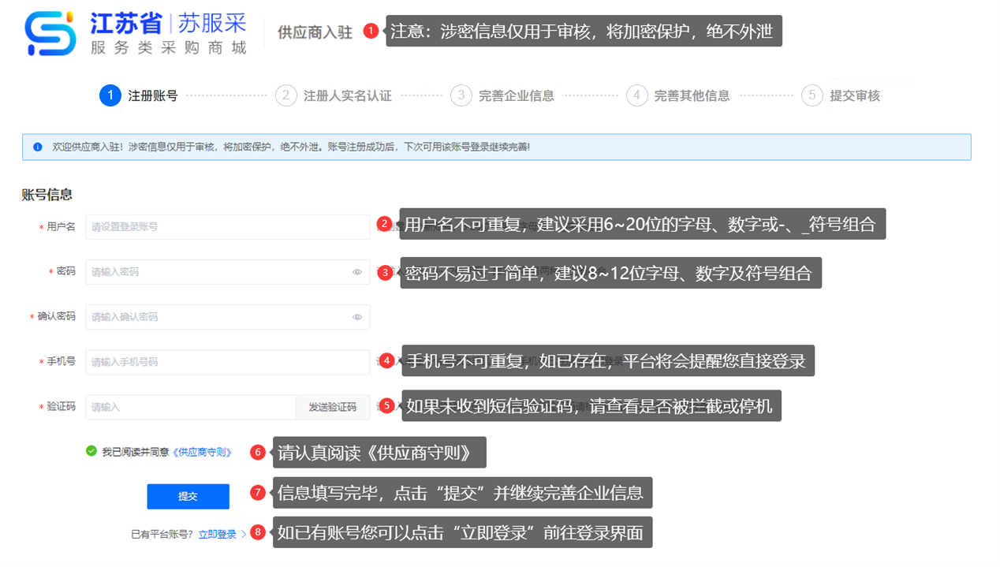 江苏省 | 苏服采
服务类采购商城
供应商入驻
1 注意：涉密信息仅用于审核，将加密保护，绝不外泄
1 注册账号
2 注册人实名认证
3 完善企业信息
4 完善其他信息
5 提交审核
欢迎供应商入驻！涉密信息仅用于审核，将加密保护，绝不外泄。账号注册成功后，下次可用该账号登录继续完善!
账号信息
* 用户名 请设置登录账号
2 用户名不可重复，建议采用6~20位的字母、数字或-、_符号组合
* 密码 请输入密码
3 密码不易过于简单，建议8~12位字母、数字及符号组合
* 确认密码 请输入确认密码
* 手机号 请输入手机号码
4 手机号不可重复，如已存在，平台将会提醒您直接登录
* 验证码 请输入 发送验证码
5 如果未收到短信验证码，请查看是否被拦截或停机
我已阅读并同意《供应商守则》
6 请认真阅读《供应商守则》
提交
7 信息填写完毕，点击“提交”并继续完善企业信息
已有平台账号？立即登录 >
8 如已有账号您可以点击“立即登录”前往登录界面